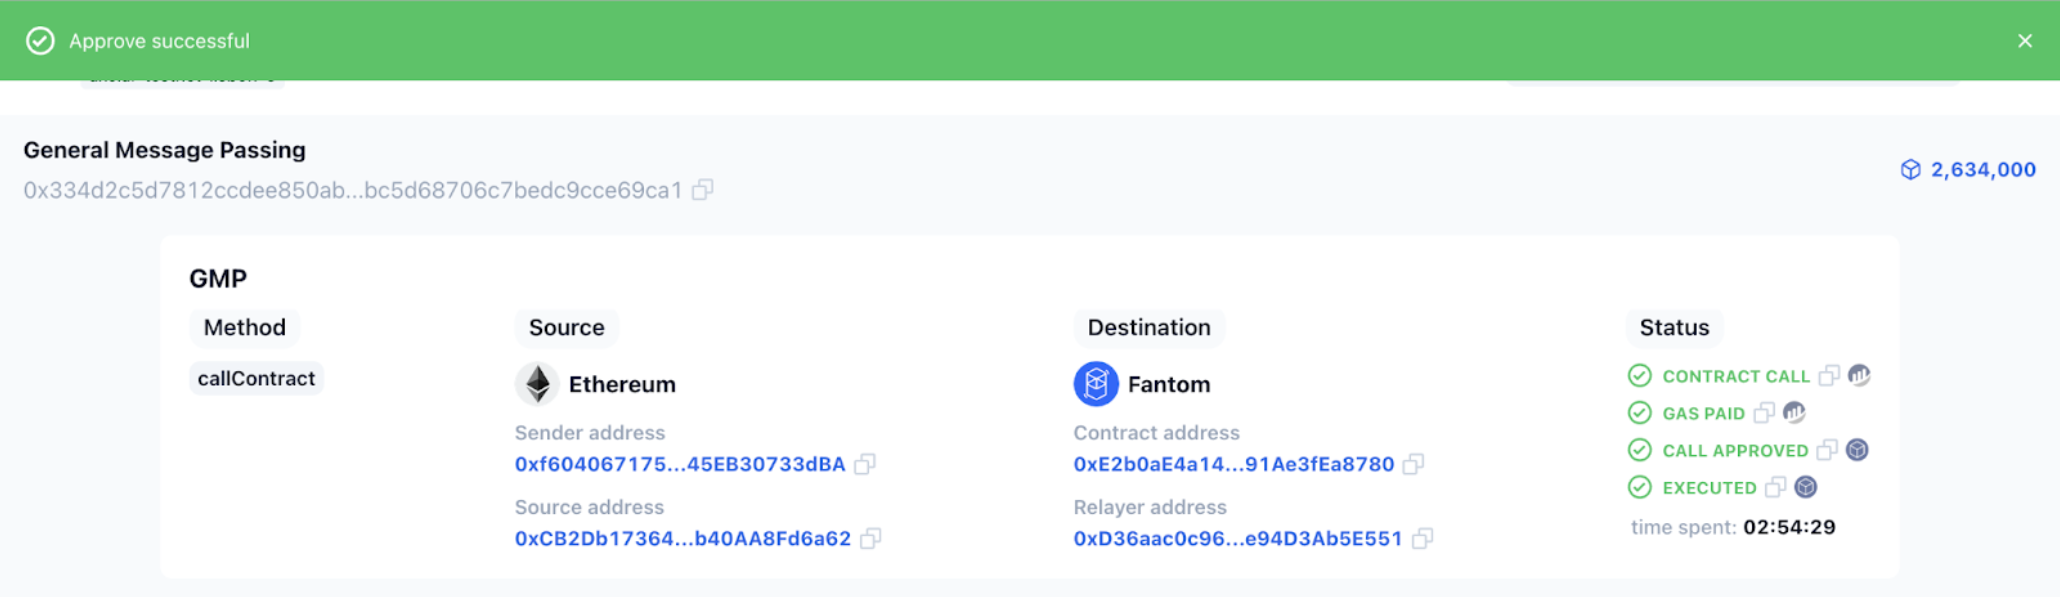 Approve successful
General Message Passing
0x334d2c5d7812ccdee850ab...bc5d68706c7bedc9cce69ca1
2,634,000
GMP
Method
callContract
Source
Ethereum
Sender address
0xf604067175...45EB30733dBA
Source address
0xCB2Db17364...b40AA8Fd6a62
Destination
Fantom
Contract address
0xE2b0aE4a14...91Ae3fEa8780
Relayer address
0xD36aac0c96...e94D3Ab5E551
Status
CONTRACT CALL
GAS PAID
CALL APPROVED
EXECUTED
time spent: 02:54:29